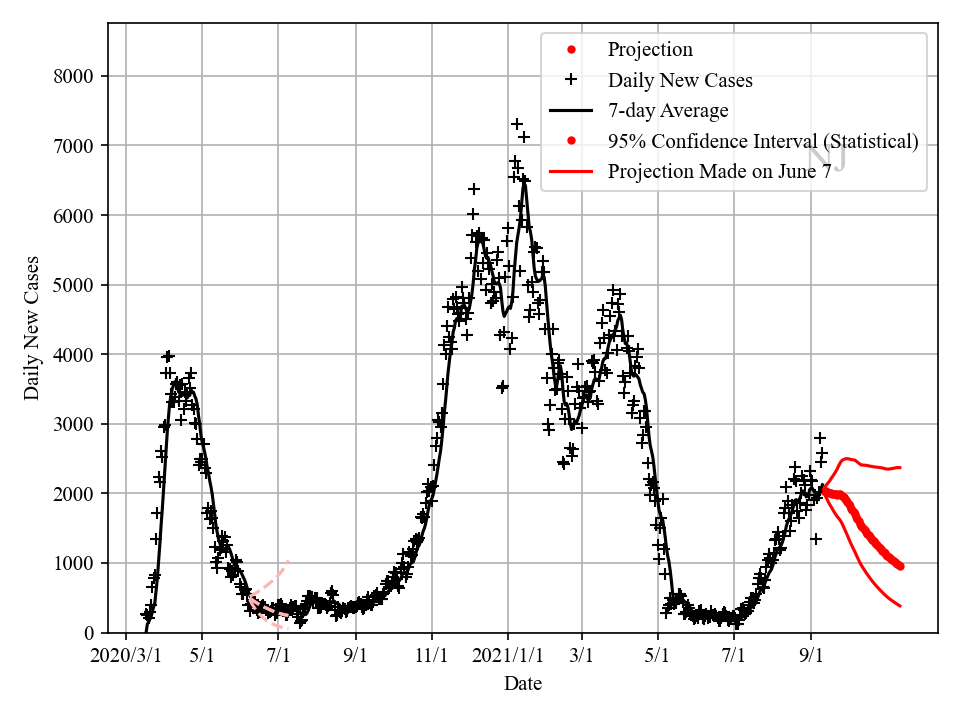 Projection
Daily New Cases
7-day Average
95% Confidence Interval (Statistical)
Projection Made on June 7
NJ
Daily New Cases
8000
7000
6000
5000
4000
3000
2000
1000
0
2020/3/1 5/1 7/1 9/1 11/1 2021/1/1 3/1 5/1 7/1 9/1
Date